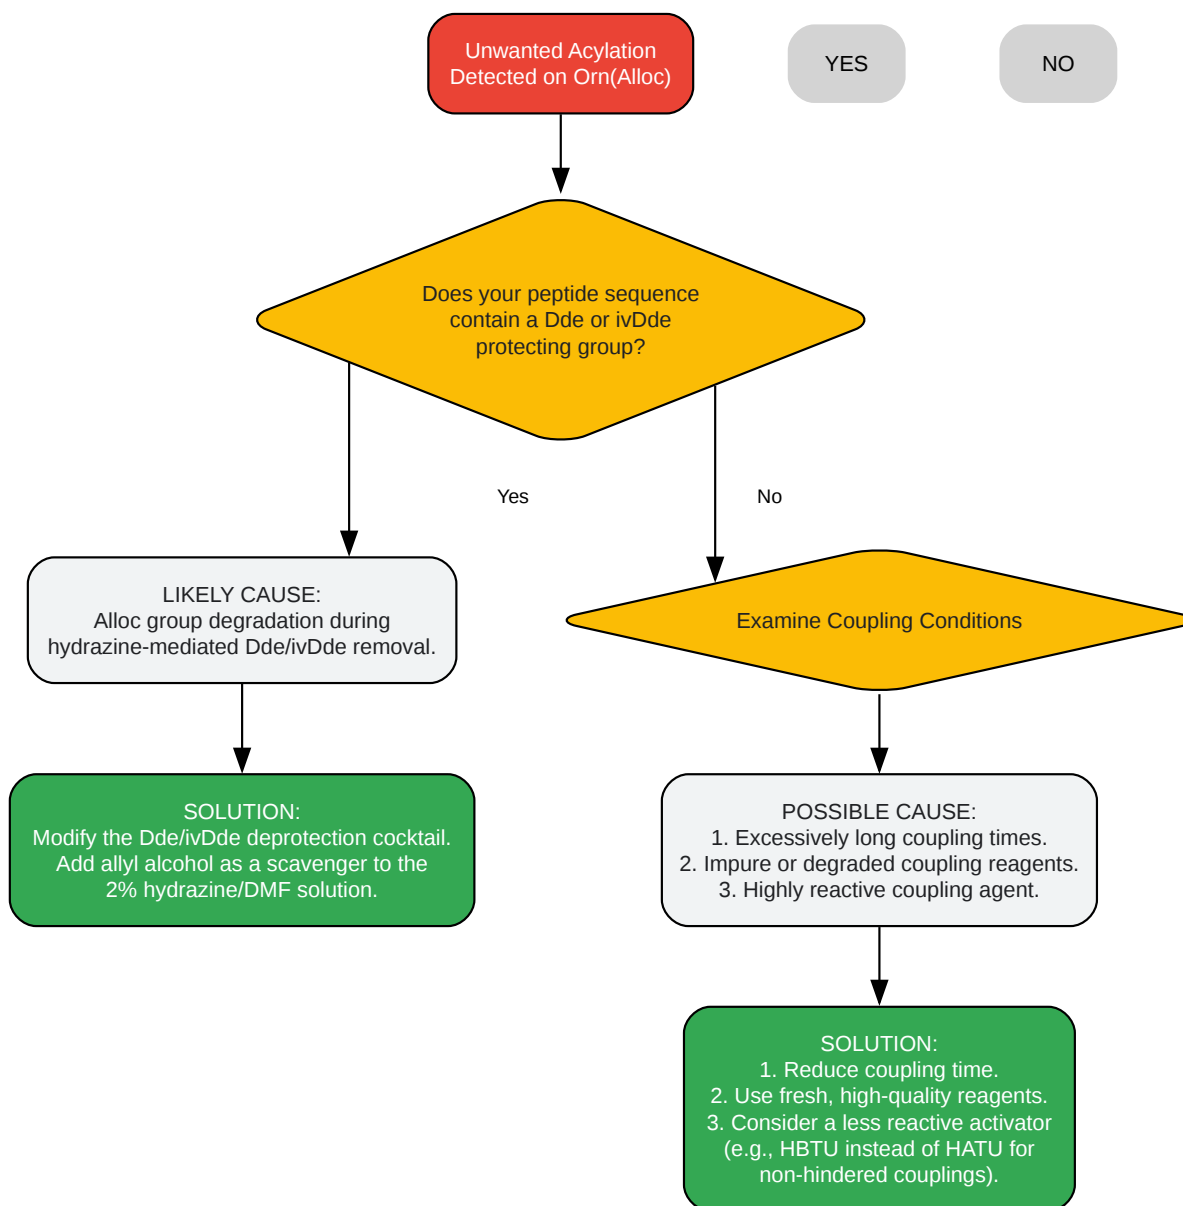 Unwanted Acylation
Detected on Orn(Alloc)
YES
NO
Does your peptide sequence
contain a Dde or ivDde
protecting group?
Yes
No
LIKELY CAUSE:
Alloc group degradation during
hydrazine-mediated Dde/ivDde removal.
Examine Coupling Conditions
SOLUTION:
Modify the Dde/ivDde deprotection cocktail.
Add allyl alcohol as a scavenger to the
2% hydrazine/DMF solution.
POSSIBLE CAUSE:
1. Excessively long coupling times.
2. Impure or degraded coupling reagents.
3. Highly reactive coupling agent.
SOLUTION:
1. Reduce coupling time.
2. Use fresh, high-quality reagents.
3. Consider a less reactive activator
(e.g., HBTU instead of HATU for
non-hindered couplings).